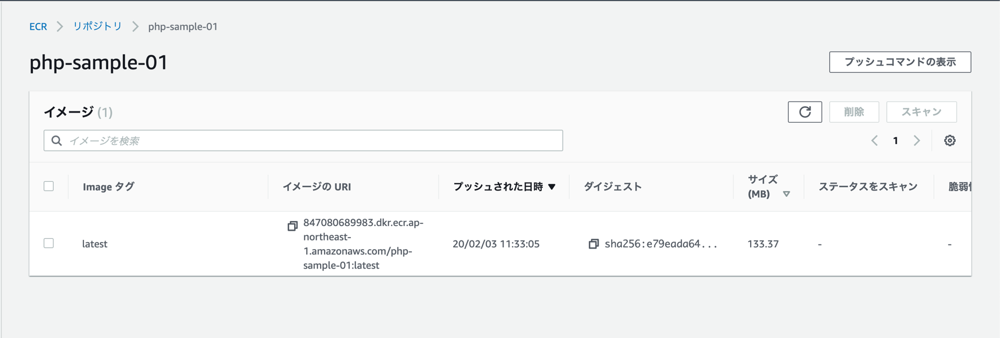 ECR > リポジトリ > php-sample-01
php-sample-01
プッシュコマンドの表示
イメージ (1)
削除
スキャン
イメージを検索
1
Image タグ
イメージの URI
プッシュされた日時
ダイジェスト
サイズ
(MB)
ステータスをスキャン
脆弱
latest
847080689983.dkr.ecr.ap-
northeast-
1.amazonaws.com/php-
sample-01:latest
20/02/03 11:33:05
sha256:e79eada64...
133.37
-
-